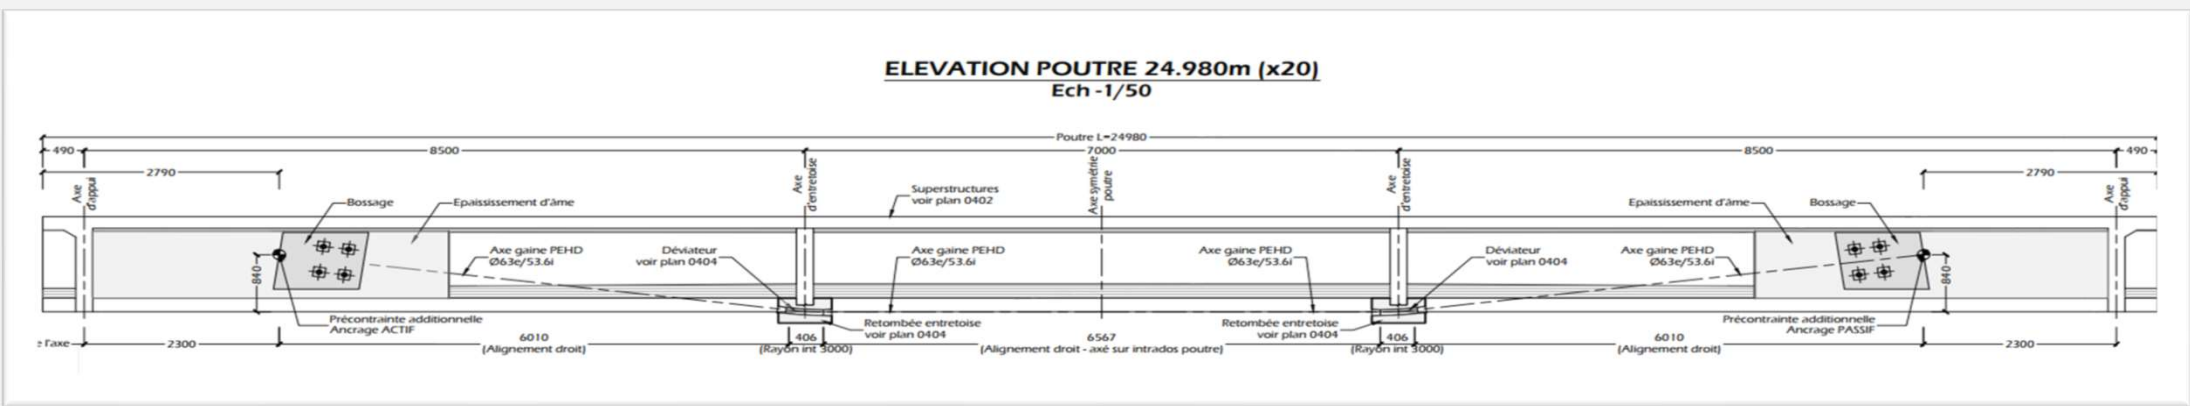 ELEVATION POUTRE 24.980m (x20)
Ech -1/50
Poutre L=24980
490
8500
7000
8500
490
2790
2790
Axe
d'appui
Axe
d'entretoise
Axe symétrie
poutre
Axe
d'entretoise
Axe
d'appui
Bossage
Epaississement d'âme
Superstructures
voir plan 0402
Epaississement d'âme
Bossage
Axe gaine PEHD
Ø63e/53.6i
Déviateur
voir plan 0404
Axe gaine PEHD
Ø63e/53.6i
Axe gaine PEHD
Ø63e/53.6i
Déviateur
voir plan 0404
Axe gaine PEHD
Ø63e/53.6i
840
840
Précontrainte additionnelle
Ancrage ACTIF
Retombée entretoise
voir plan 0404
Retombée entretoise
voir plan 0404
Précontrainte additionnelle
Ancrage PASSIF
e l'axe
2300
6010
(Alignement droit)
406
(Rayon int 3000)
6567
(Alignement droit - axé sur intrados poutre)
406
(Rayon int 3000)
6010
(Alignement droit)
2300